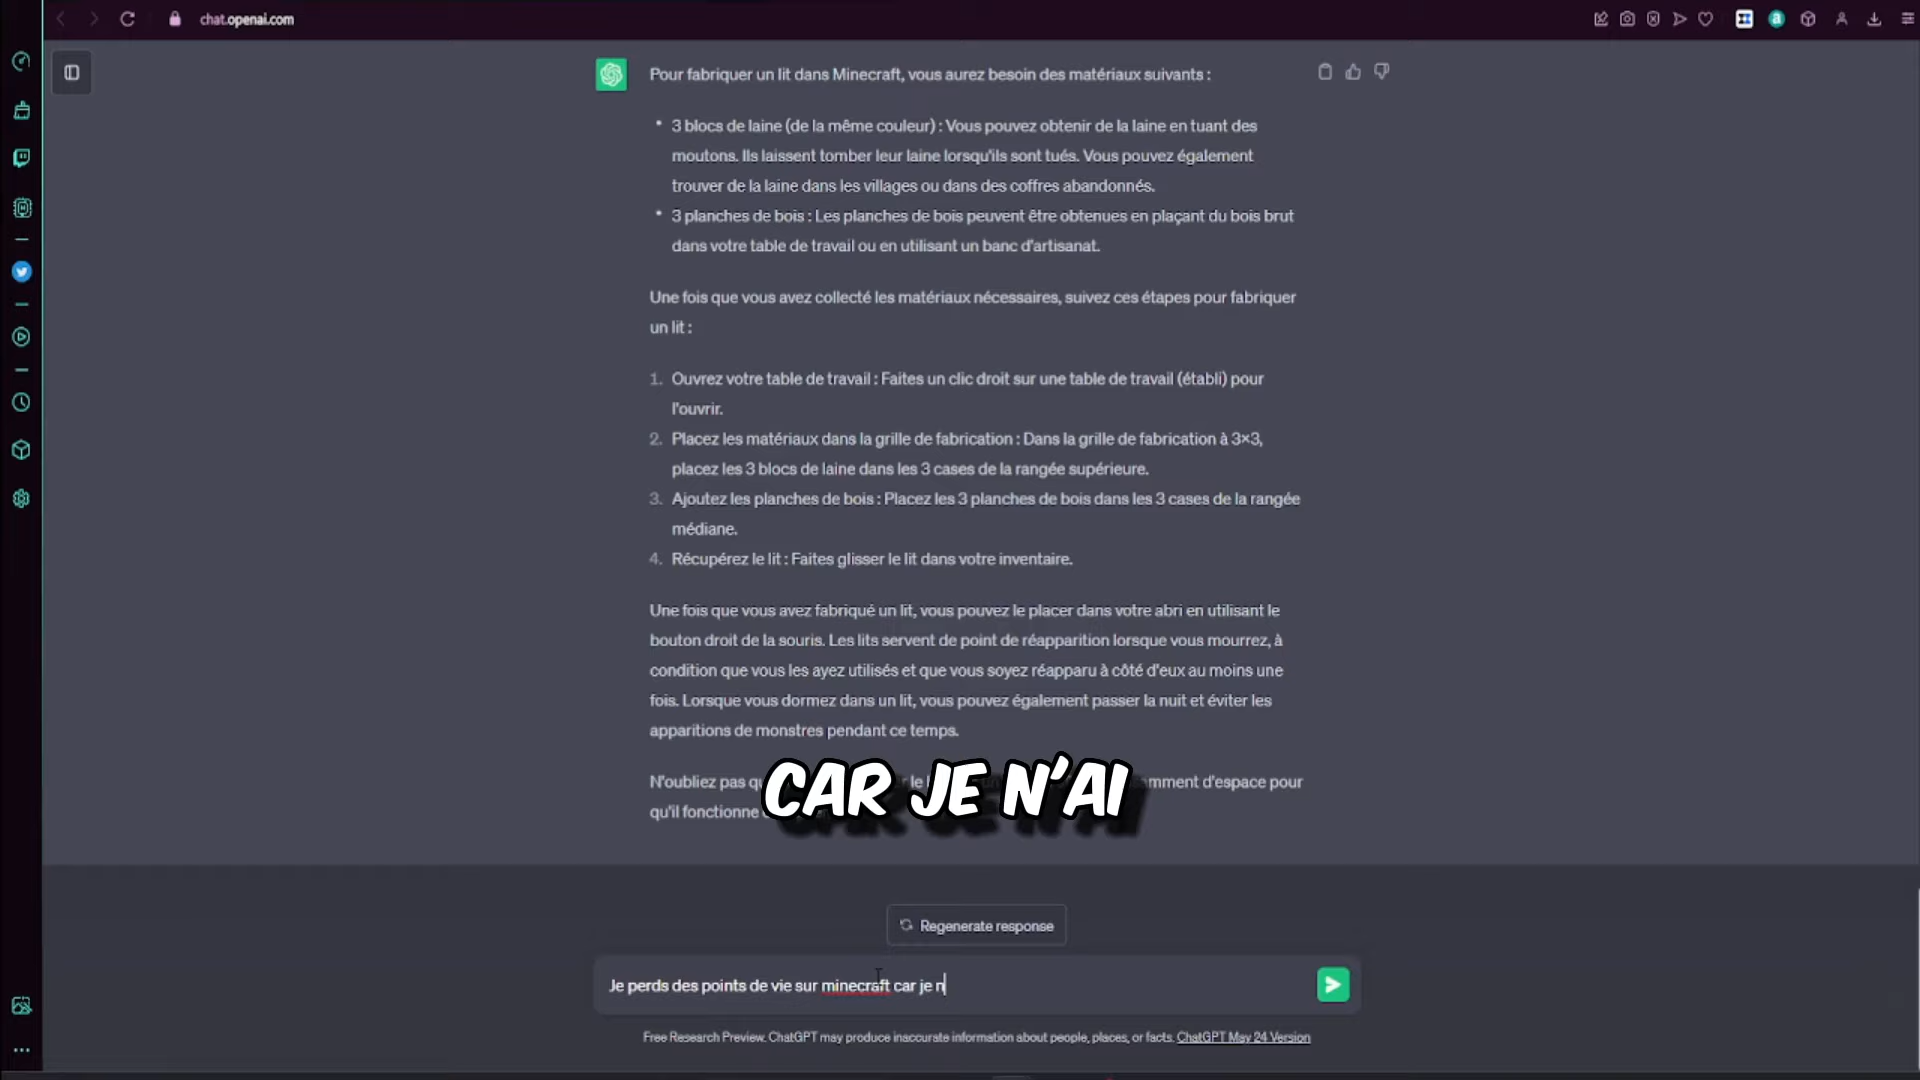 chat.openai.com
Pour fabriquer un lit dans Minecraft, vous aurez besoin des matériaux suivants :
• 3 blocs de laine (de la même couleur) : Vous pouvez obtenir de la laine en tuant des
moutons. Ils laissent tomber leur laine lorsqu'ils sont tués. Vous pouvez également
trouver de la laine dans les villages ou dans des coffres abandonnés.
• 3 planches de bois : Les planches de bois peuvent être obtenues en plaçant du bois brut
dans votre table de travail ou en utilisant un banc d'artisanat.
Une fois que vous avez collecté les matériaux nécessaires, suivez ces étapes pour fabriquer
un lit :
1. Ouvrez votre table de travail : Faites un clic droit sur une table de travail (établi) pour
l'ouvrir.
2. Placez les matériaux dans la grille de fabrication : Dans la grille de fabrication à 3×3,
placez les 3 blocs de laine dans les 3 cases de la rangée supérieure.
3. Ajoutez les planches de bois : Placez les 3 planches de bois dans les 3 cases de la rangée
médiane.
4. Récupérez le lit : Faites glisser le lit dans votre inventaire.
Une fois que vous avez fabriqué un lit, vous pouvez le placer dans votre abri en utilisant le
bouton droit de la souris. Les lits servent de point de réapparition lorsque vous mourrez, à
condition que vous les ayez utilisés et que vous soyez réapparu à côté d'eux au moins une
fois. Lorsque vous dormez dans un lit, vous pouvez également passer la nuit et éviter les
apparitions de monstres pendant ce temps.
N'oubliez pas le d'espace pour
qu'il fonctionne
CAR JE N'AI
Regenerate response
Je perds des points de vie sur minecraft car je n
Free Research Preview. ChatGPT may produce inaccurate information about people, places, or facts. ChatGPT May 24 Version